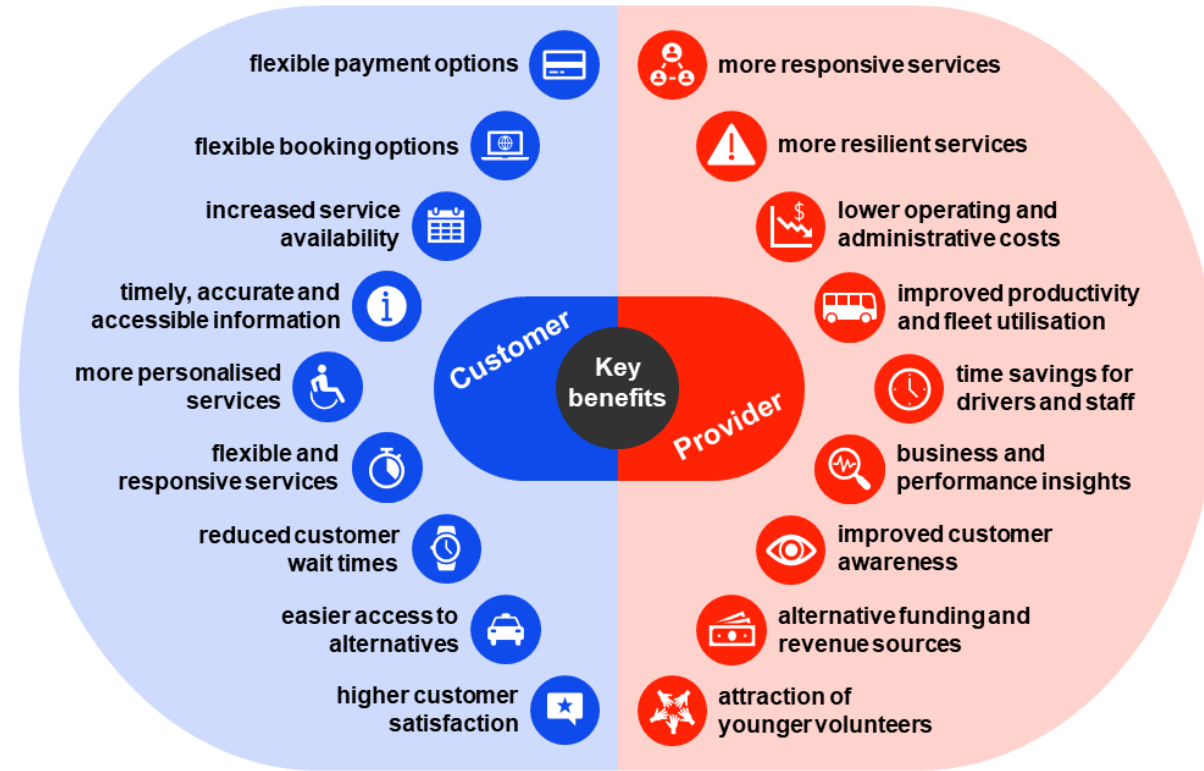 flexible payment options
flexible booking options
increased service
availability
timely, accurate and
accessible information
more personalised
services
flexible and
responsive services
reduced customer
wait times
easier access to
alternatives
higher customer
satisfaction
Customer
Key
benefits
Provider
more responsive services
more resilient services
$
lower operating and
administrative costs
improved productivity
and fleet utilisation
time savings for
drivers and staff
business and
performance insights
improved customer
awareness
alternative funding and
revenue sources
attraction of
younger volunteers